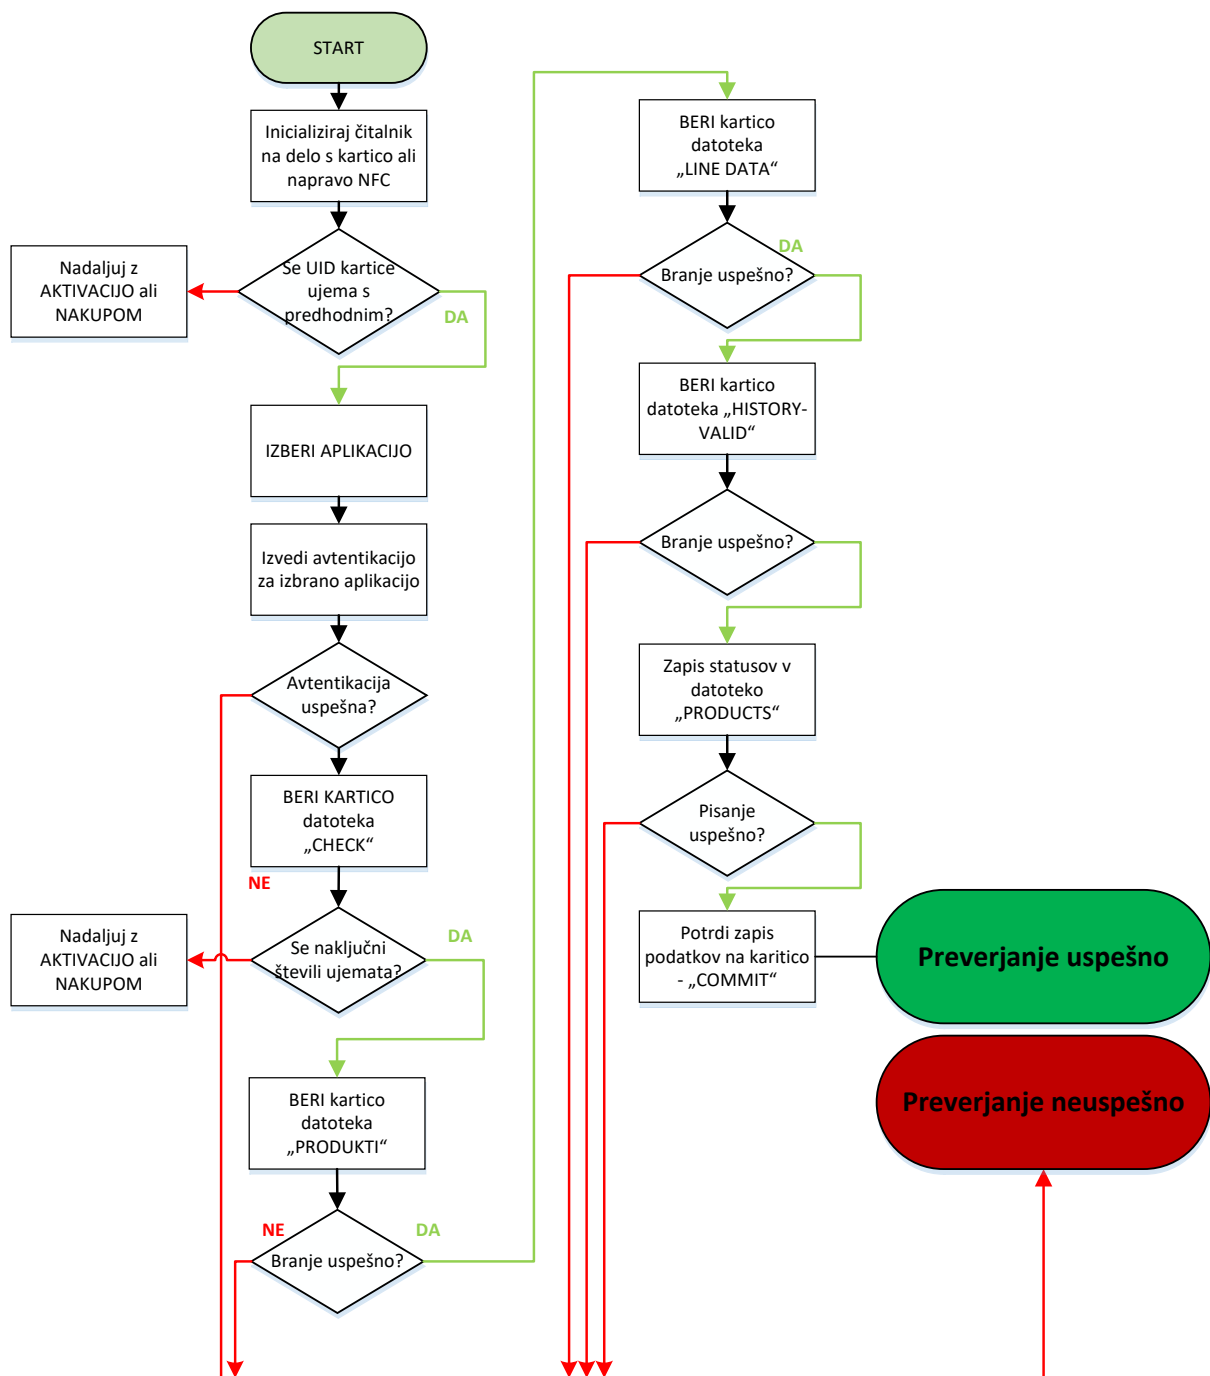 START
Inicializiraj čitalnik
na delo s kartico ali
napravo NFC
Se UID kartice
ujema s
predhodnim?
DA
Nadaljuj z
AKTIVACIJO ali
NAKUPOM
IZBERI APLIKACIJO
Izvedi avtentikacijo
za izbrano aplikacijo
Avtentikacija
uspešna?
BERI KARTICO
datoteka
„CHECK“
NE
Se naključni
števili ujemata?
DA
Nadaljuj z
AKTIVACIJO ali
NAKUPOM
BERI kartico
datoteka
„PRODUKTI“
NE
DA
Branje uspešno?
BERI kartico
datoteka
„LINE DATA“
DA
Branje uspešno?
BERI kartico
datoteka „HISTORY-
VALID“
Branje uspešno?
Zapis statusov v
datoteko
„PRODUCTS“
Pisanje
uspešno?
Potrdi zapis
podatkov na karitico
- „COMMIT“
Preverjanje uspešno
Preverjanje neuspešno